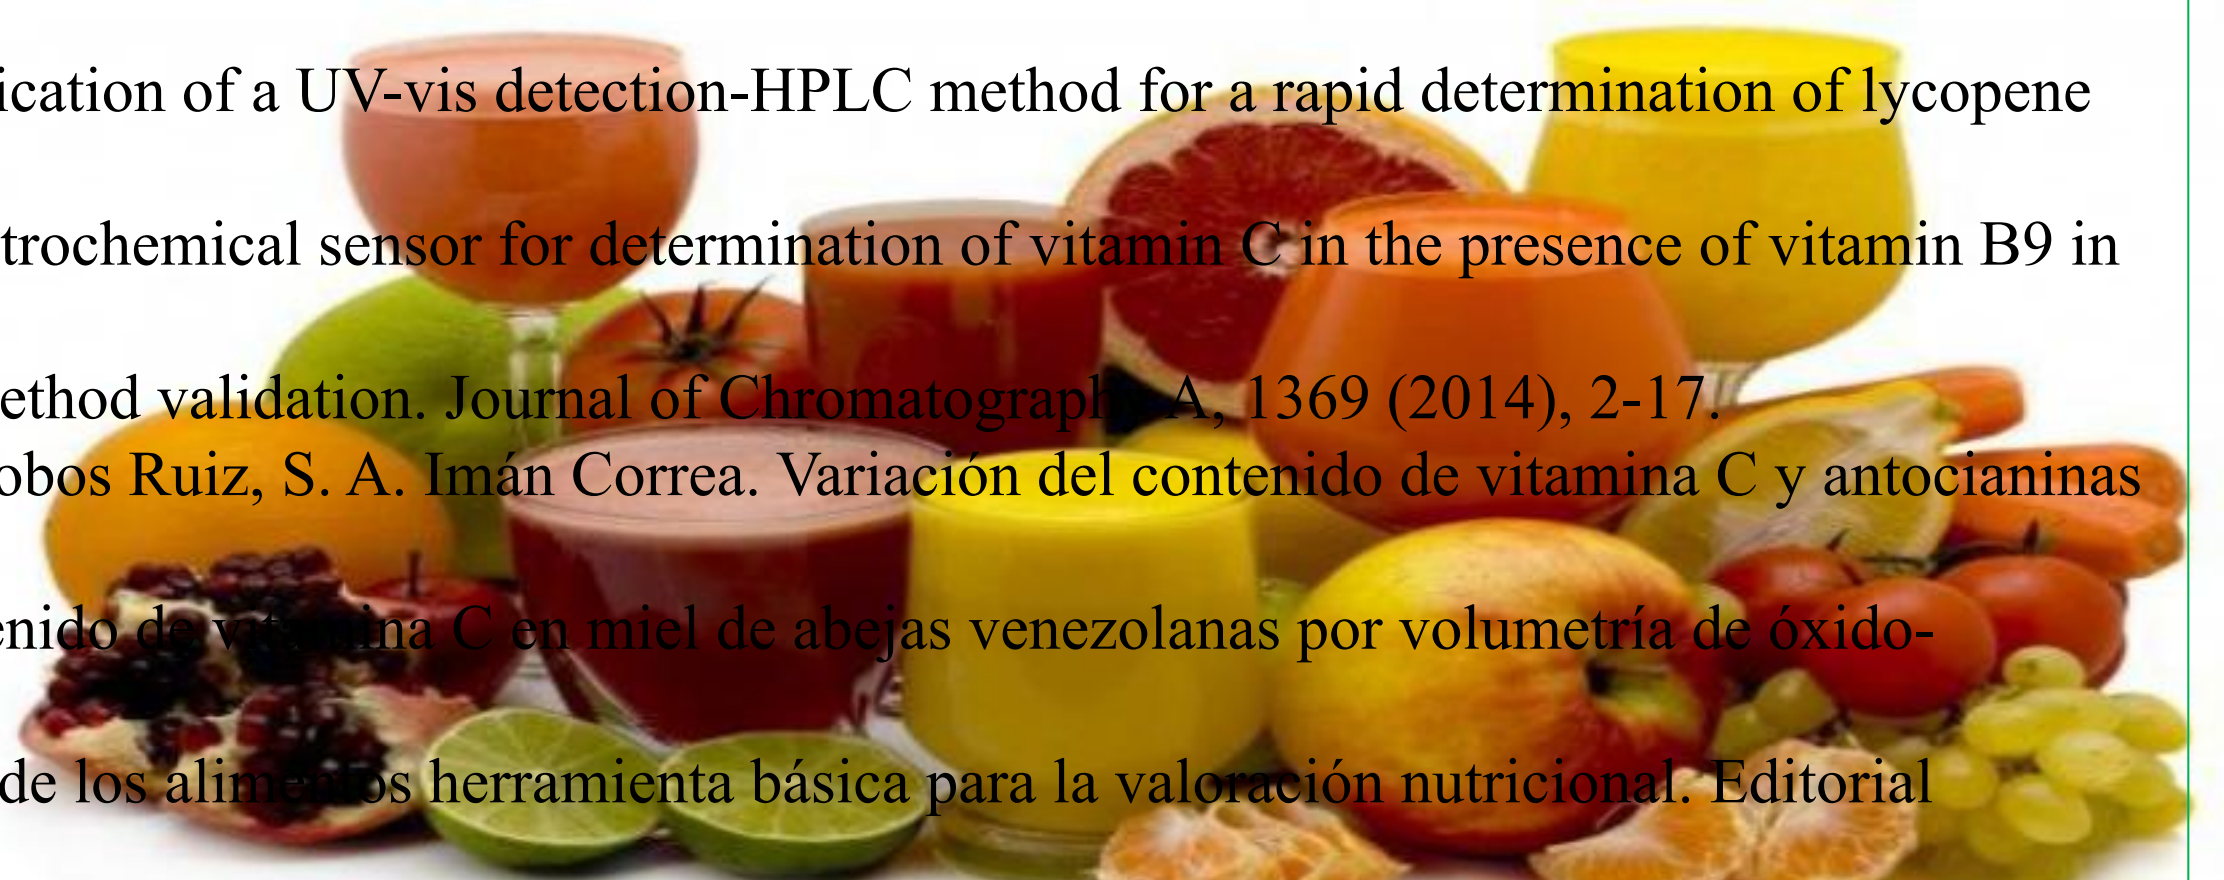 ication of a UV-vis detection-HPLC method for a rapid determination of lycopene
trochemical sensor for determination of vitamin C in the presence of vitamin B9 in
ethod validation. Journal of Chromatography A, 1369 (2014), 2-17.
obos Ruiz, S. A. Imán Correa. Variación del contenido de vitamina C y antocianinas
enido de vitamina C en miel de abejas venezolanas por volumetría de óxido-
de los alimentos herramienta básica para la valoración nutricional. Editorial